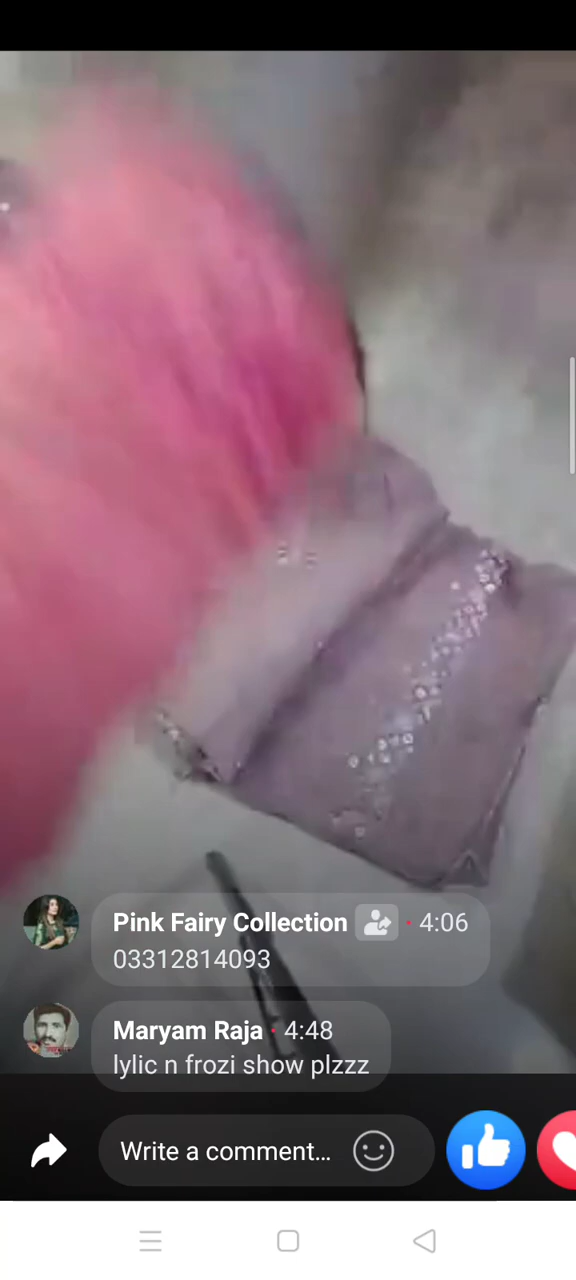 Pink Fairy Collection · 4:06
03312814093
Maryam Raja · 4:48
lylic n frozi show plzzz
Write a comment...